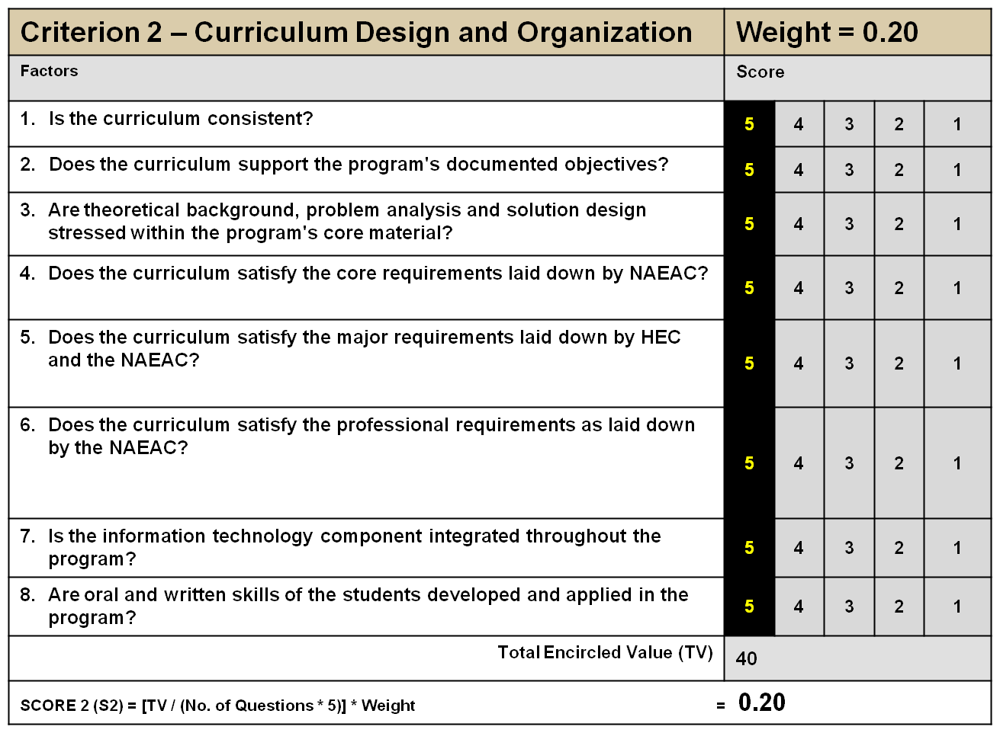 Criterion 2 – Curriculum Design and Organization Weight = 0.20
Factors Score
1. Is the curriculum consistent? 5 4 3 2 1
2. Does the curriculum support the program's documented objectives? 5 4 3 2 1
3. Are theoretical background, problem analysis and solution design
stressed within the program's core material? 5 4 3 2 1
4. Does the curriculum satisfy the core requirements laid down by NAEAC? 5 4 3 2 1
5. Does the curriculum satisfy the major requirements laid down by HEC
and the NAEAC? 5 4 3 2 1
6. Does the curriculum satisfy the professional requirements as laid down
by the NAEAC? 5 4 3 2 1
7. Is the information technology component integrated throughout the
program? 5 4 3 2 1
8. Are oral and written skills of the students developed and applied in the
program? 5 4 3 2 1
Total Encircled Value (TV) 40
SCORE 2 (S2) = [TV / (No. of Questions * 5)] * Weight = 0.20